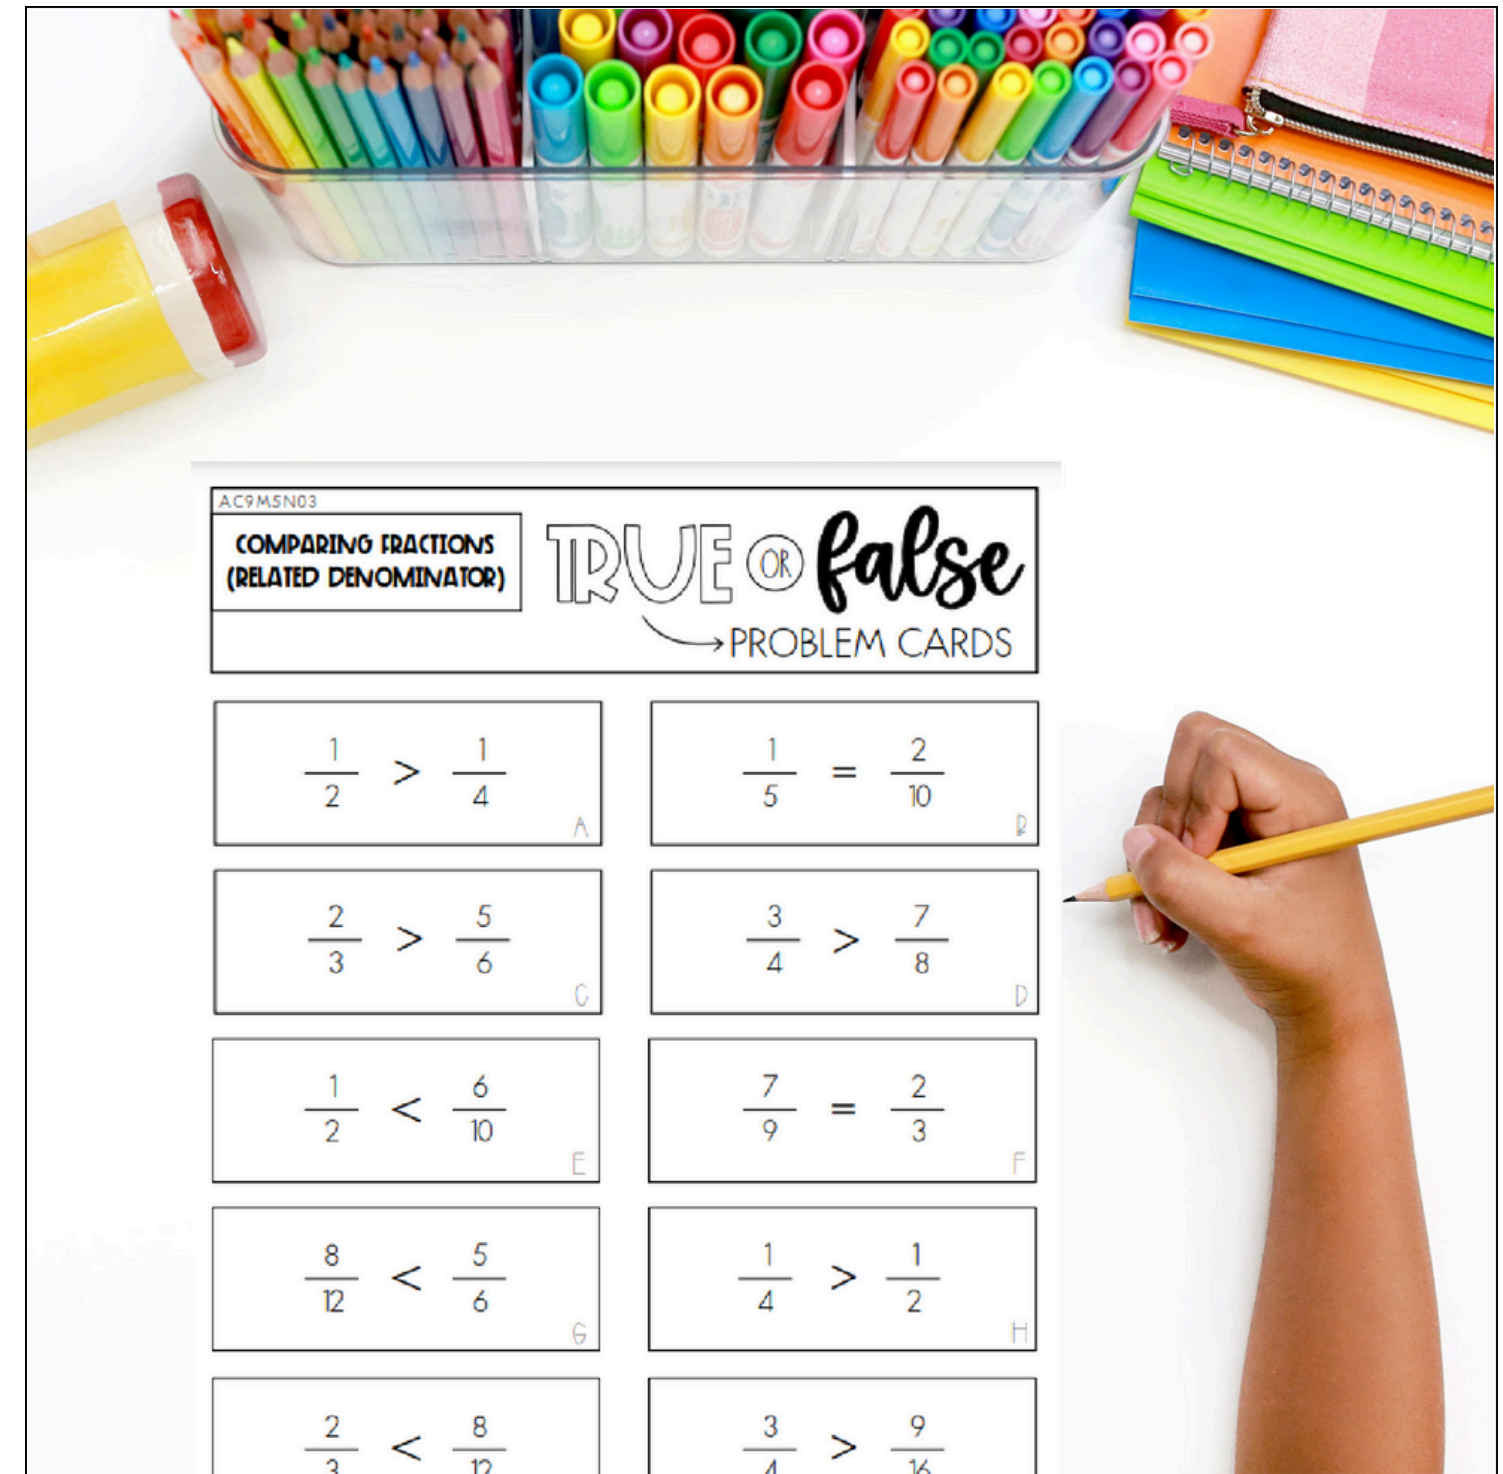 AC9M5N03
COMPARING FRACTIONS
(RELATED DENOMINATOR)
TRUE OR false
PROBLEM CARDS
1/2 > 1/4
A
1/5 = 2/10
B
2/3 > 5/6
C
3/4 > 7/8
D
1/2 < 6/10
E
7/9 = 2/3
F
8/12 < 5/6
G
1/4 > 1/2
H
2/3 < 8/12
3/4 > 9/16